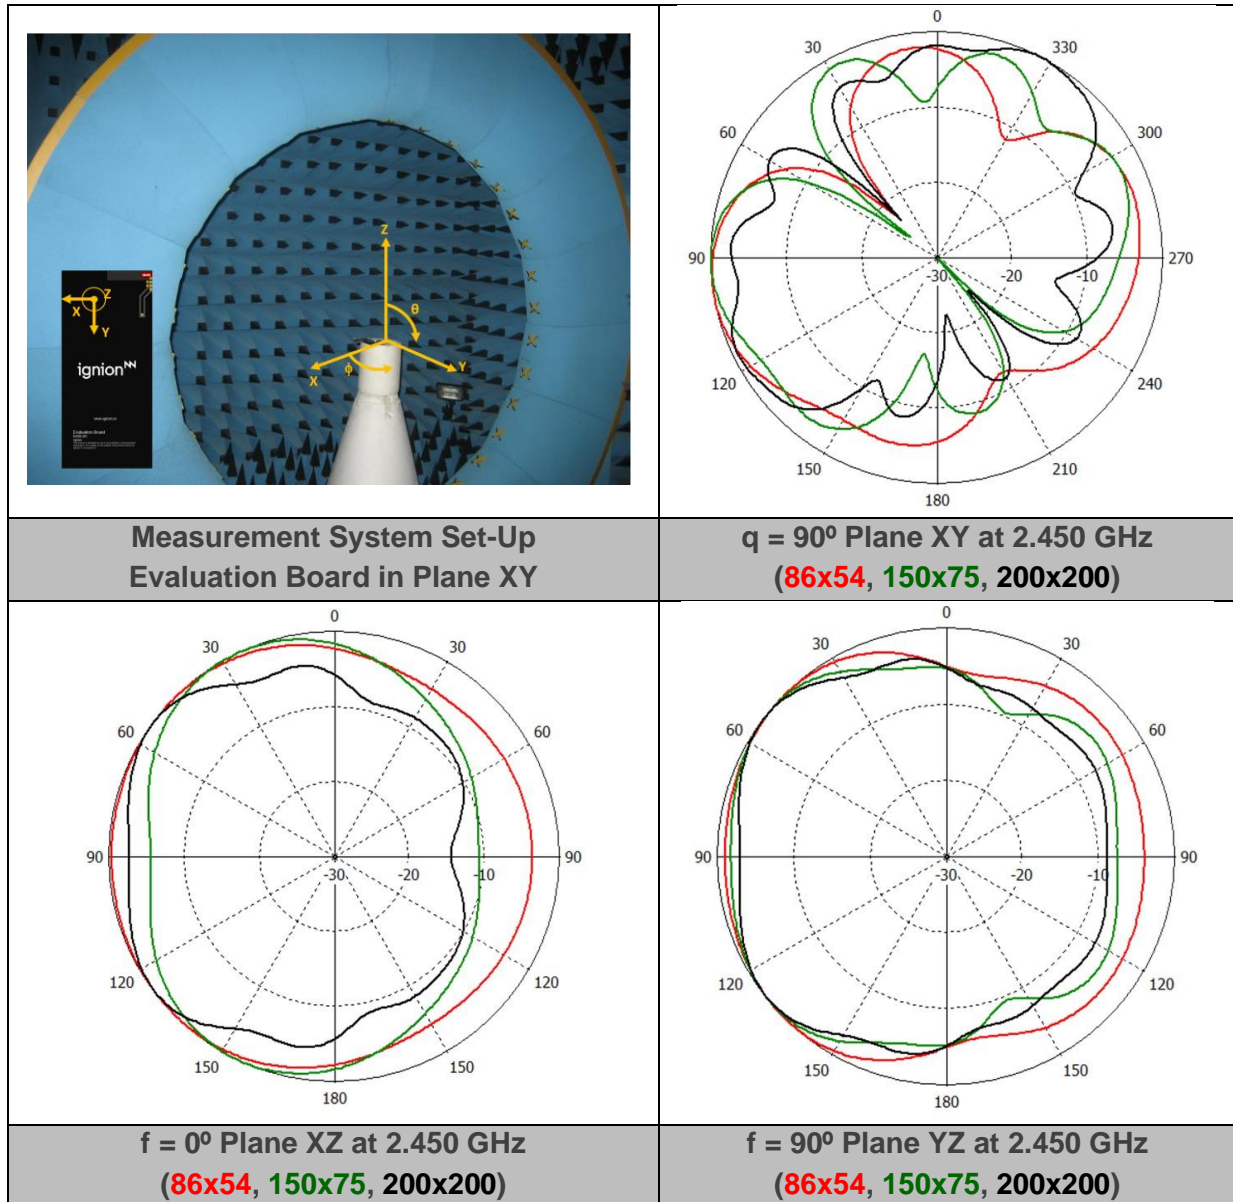 Z
θ
X
ϕ
Y
Z
X
Y
ignion
Evaluation Board
0
30
330
60
300
90
-30
-20
-10
270
120
240
150
210
180
Measurement System Set-Up
Evaluation Board in Plane XY
q = 90º Plane XY at 2.450 GHz
(86x54, 150x75, 200x200)
0
30
30
60
60
90
-30
-20
-10
90
120
120
150
150
180
0
30
30
60
60
90
-30
-20
-10
90
120
120
150
150
180
f = 0º Plane XZ at 2.450 GHz
(86x54, 150x75, 200x200)
f = 90º Plane YZ at 2.450 GHz
(86x54, 150x75, 200x200)